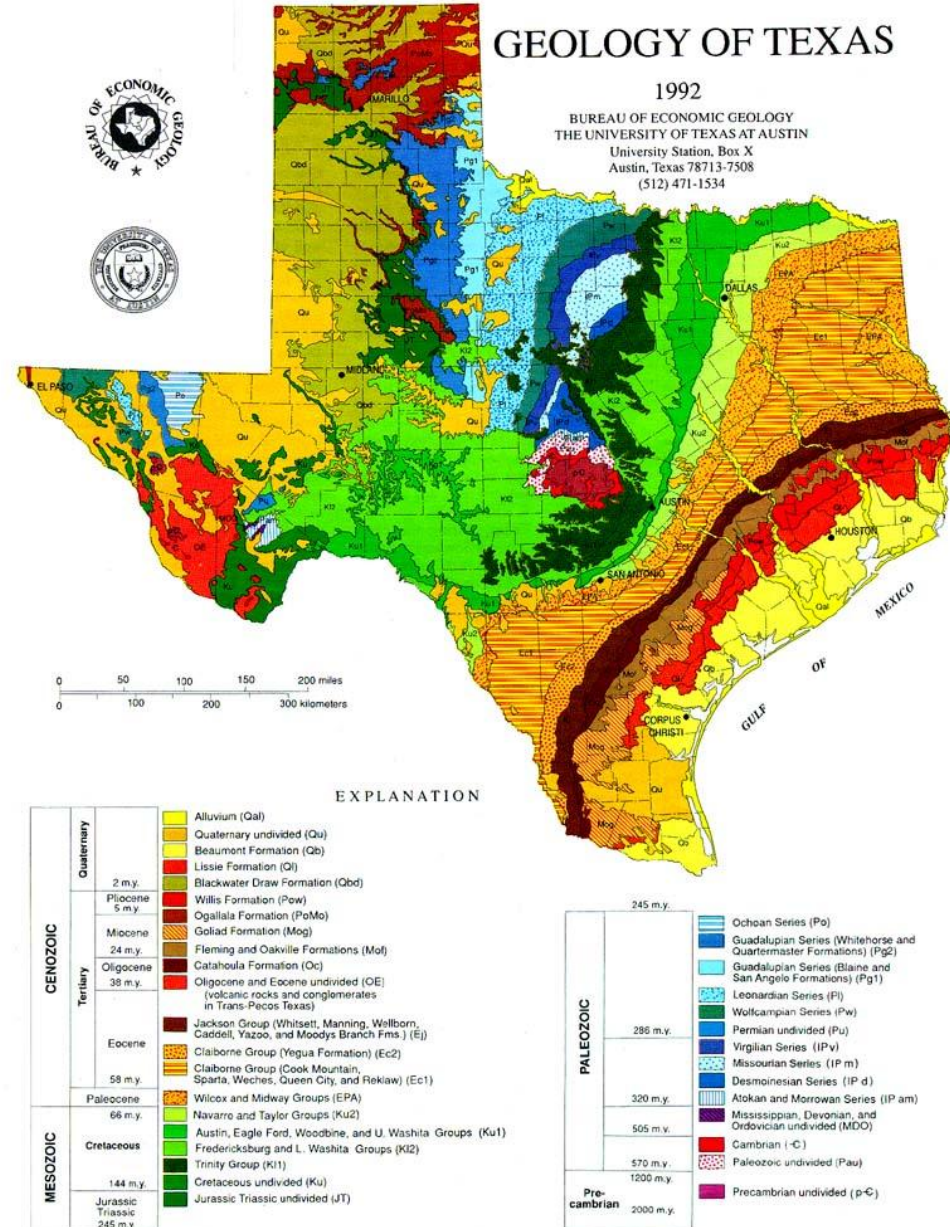 GEOLOGY OF TEXAS
1992
BUREAU OF ECONOMIC GEOLOGY
THE UNIVERSITY OF TEXAS AT AUSTIN
University Station, Box X
Austin, Texas 78713-7508
(512) 471-1534
BUREAU OF ECONOMIC GEOLOGY
AMARILLO
DALLAS
EL PASO
MIDLAND
AUSTIN
HOUSTON
SAN ANTONIO
CORPUS
CHRISTI
GULF OF MEXICO
0 50 100 150 200 miles
0 100 200 300 kilometers
EXPLANATION
CENOZOIC
Quaternary
2 m.y.
Tertiary
Pliocene
5 m.y.
Miocene
24 m.y.
Oligocene
38 m.y.
Eocene
58 m.y.
Paleocene
66 m.y.
MESOZOIC
Cretaceous
144 m.y.
Jurassic
Triassic
245 m.y.
Alluvium (Qal)
Quaternary undivided (Qu)
Beaumont Formation (Qb)
Lissie Formation (Ql)
Blackwater Draw Formation (Qbd)
Willis Formation (Pow)
Ogallala Formation (PoMo)
Goliad Formation (Mog)
Fleming and Oakville Formations (Mof)
Catahoula Formation (Oc)
Oligocene and Eocene undivided (OE)
(volcanic rocks and conglomerates
in Trans-Pecos Texas)
Jackson Group (Whitsett, Manning, Wellborn,
Caddell, Yazoo, and Moodys Branch Fms.) (Ej)
Claiborne Group (Yegua Formation) (Ec2)
Claiborne Group (Cook Mountain,
Sparta, Weches, Queen City, and Reklaw) (Ec1)
Wilcox and Midway Groups (EPA)
Navarro and Taylor Groups (Ku2)
Austin, Eagle Ford, Woodbine, and U. Washita Groups (Ku1)
Fredericksburg and L. Washita Groups (Kl2)
Trinity Group (Kl1)
Cretaceous undivided (Ku)
Jurassic Triassic undivided (JT)
245 m.y.
PALEOZOIC
286 m.y.
320 m.y.
505 m.y.
570 m.y.
Pre-
cambrian
1200 m.y.
2000 m.y.
Ochoan Series (Po)
Guadalupian Series (Whitehorse and
Quartermaster Formations) (Pg2)
Guadalupian Series (Blaine and
San Angelo Formations) (Pg1)
Leonardian Series (Pl)
Wolfcampian Series (Pw)
Permian undivided (Pu)
Virgilian Series (IPv)
Missourian Series (IP m)
Desmoinesian Series (IP d)
Atokan and Morrowan Series (IP am)
Mississippian, Devonian, and
Ordovician undivided (MDO)
Cambrian (-C)
Paleozoic undivided (Pau)
Precambrian undivided (p-C)